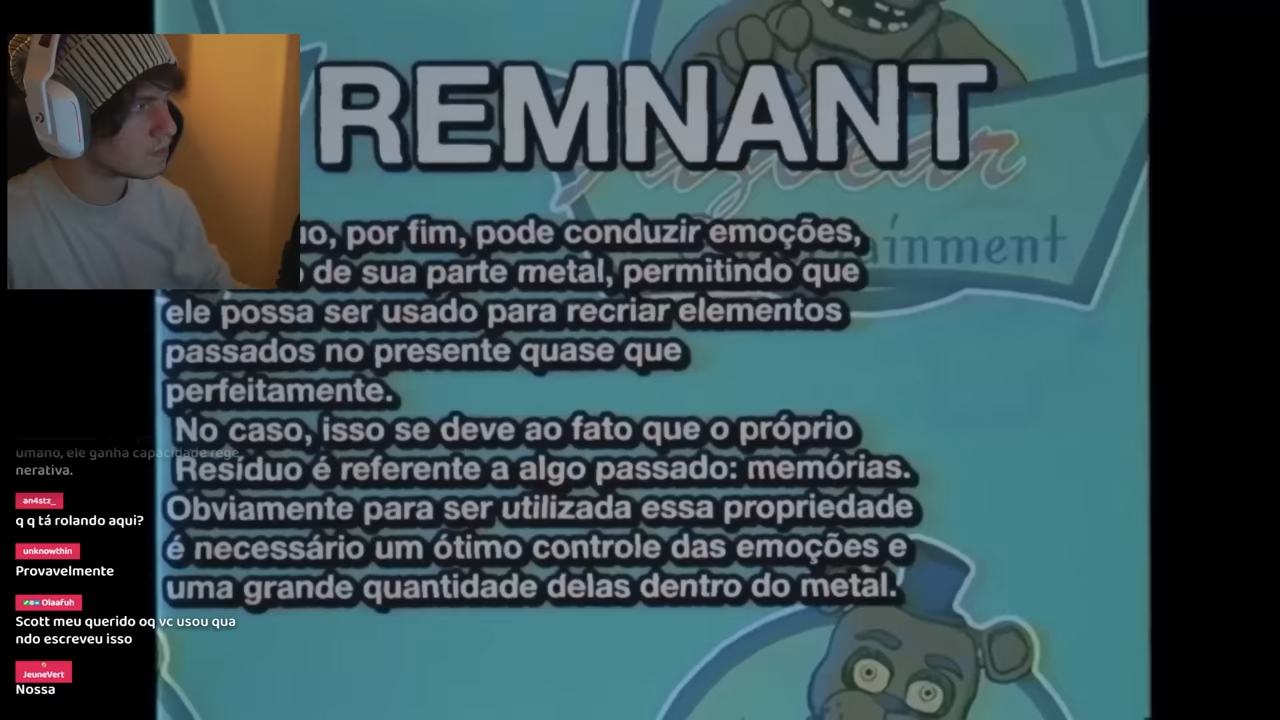 REMNANT
o, por fim, pode conduzir emoções,
de sua parte metal, permitindo que
ele possa ser usado para recriar elementos
passados no presente quase que
perfeitamente.
No caso, isso se deve ao fato que o próprio
Resíduo é referente a algo passado: memórias.
Obviamente para ser utilizada essa propriedade
é necessário um ótimo controle das emoções e
uma grande quantidade delas dentro do metal.
umano, ele ganha capacidade rege
nerativa.
an4stz_
q q tá rolando aqui?
unknowthin
Provavelmente
Olaafuh
Scott meu querido oq vc usou qua
ndo escreveu isso
JeuneVert
Nossa